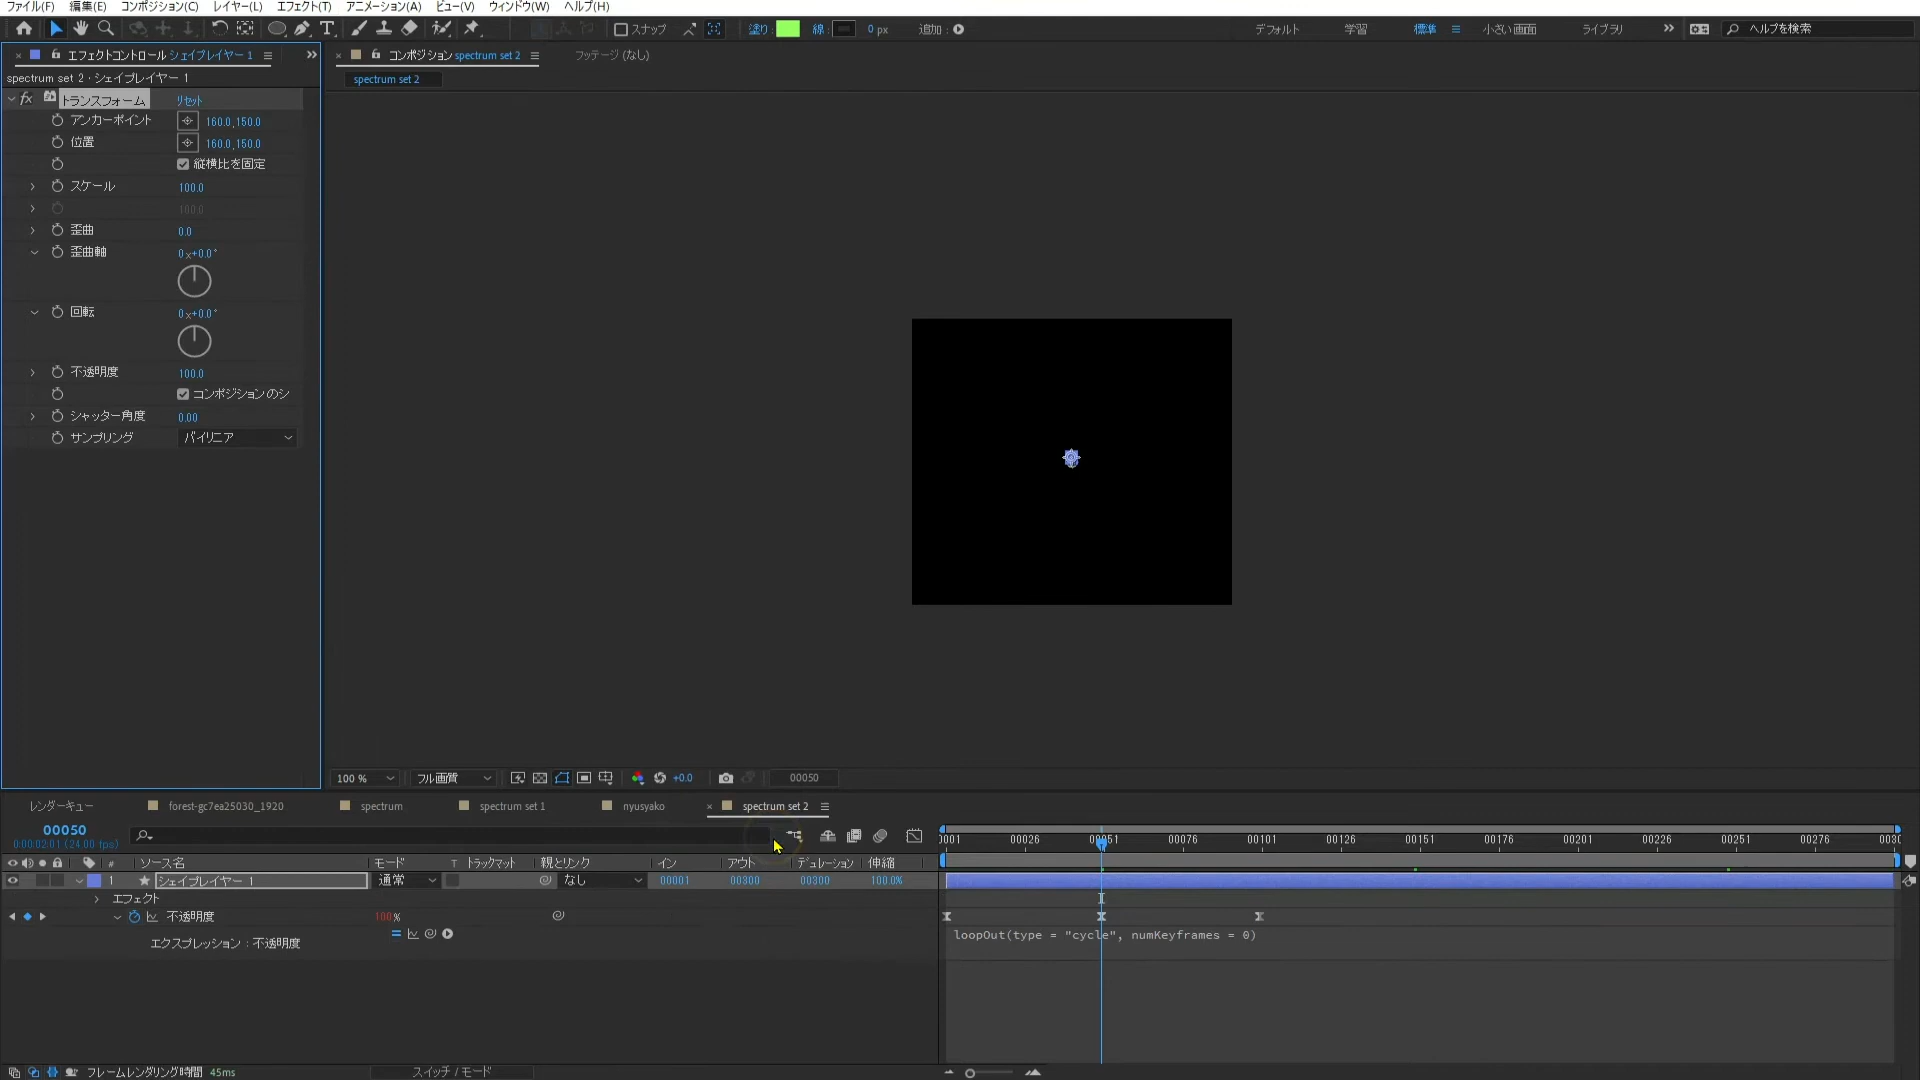 ファイル(F) 編集(E) コンポジション(C) レイヤー(L) エフェクト(T) アニメーション(A) ビュー(V) ウィンドウ(W) ヘルプ(H)
スナップ 塗り: 線: 0 px 追加: デフォルト 学習 標準 小さい画面 ライブラリ ヘルプを検索
エフェクトコントロール シェイプレイヤー 1
コンポジション spectrum set 2 フッテージ (なし)
spectrum set 2・シェイプレイヤー 1
spectrum set 2
fx トランスフォーム リセット
アンカーポイント 160.0,150.0
位置 160.0,150.0
縦横比を固定
スケール 100.0
100.0
歪曲 0.0
歪曲軸 0x+0.0°
回転 0x+0.0°
不透明度 100.0
コンポジションのシ
シャッター角度 0.00
サンプリング バイリニア
100 % フル画質 +0.0 00050
レンダーキュー forest-gc7ea25030_1920 spectrum spectrum set 1 nyusyako spectrum set 2
00050
0:00:02:01 (24.00 fps)
0001 00026 00051 00076 00101 00126 00151 00176 00201 00226 00251 00276 0030
# ソース名 モード T トラックマット 親とリンク イン アウト デュレーション 伸縮
1 シェイプレイヤー 1 通常 なし 00001 00300 00300 100.0%
エフェクト
不透明度 100%
エクスプレッション : 不透明度
loopOut(type = "cycle", numKeyframes = 0)
フレームレンダリング時間 45ms スイッチ / モード